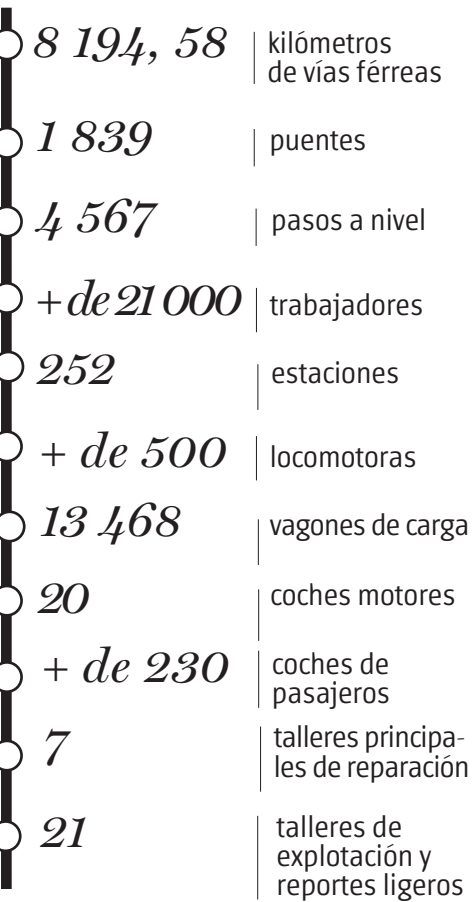 8 194, 58 kilómetros
de vías férreas
1 839 puentes
4 567 pasos a nivel
+ de 21 000 trabajadores
252 estaciones
+ de 500 locomotoras
13 468 vagones de carga
20 coches motores
+ de 230 coches de
pasajeros
7 talleres principa-
les de reparación
21 talleres de
explotación y
reportes ligeros